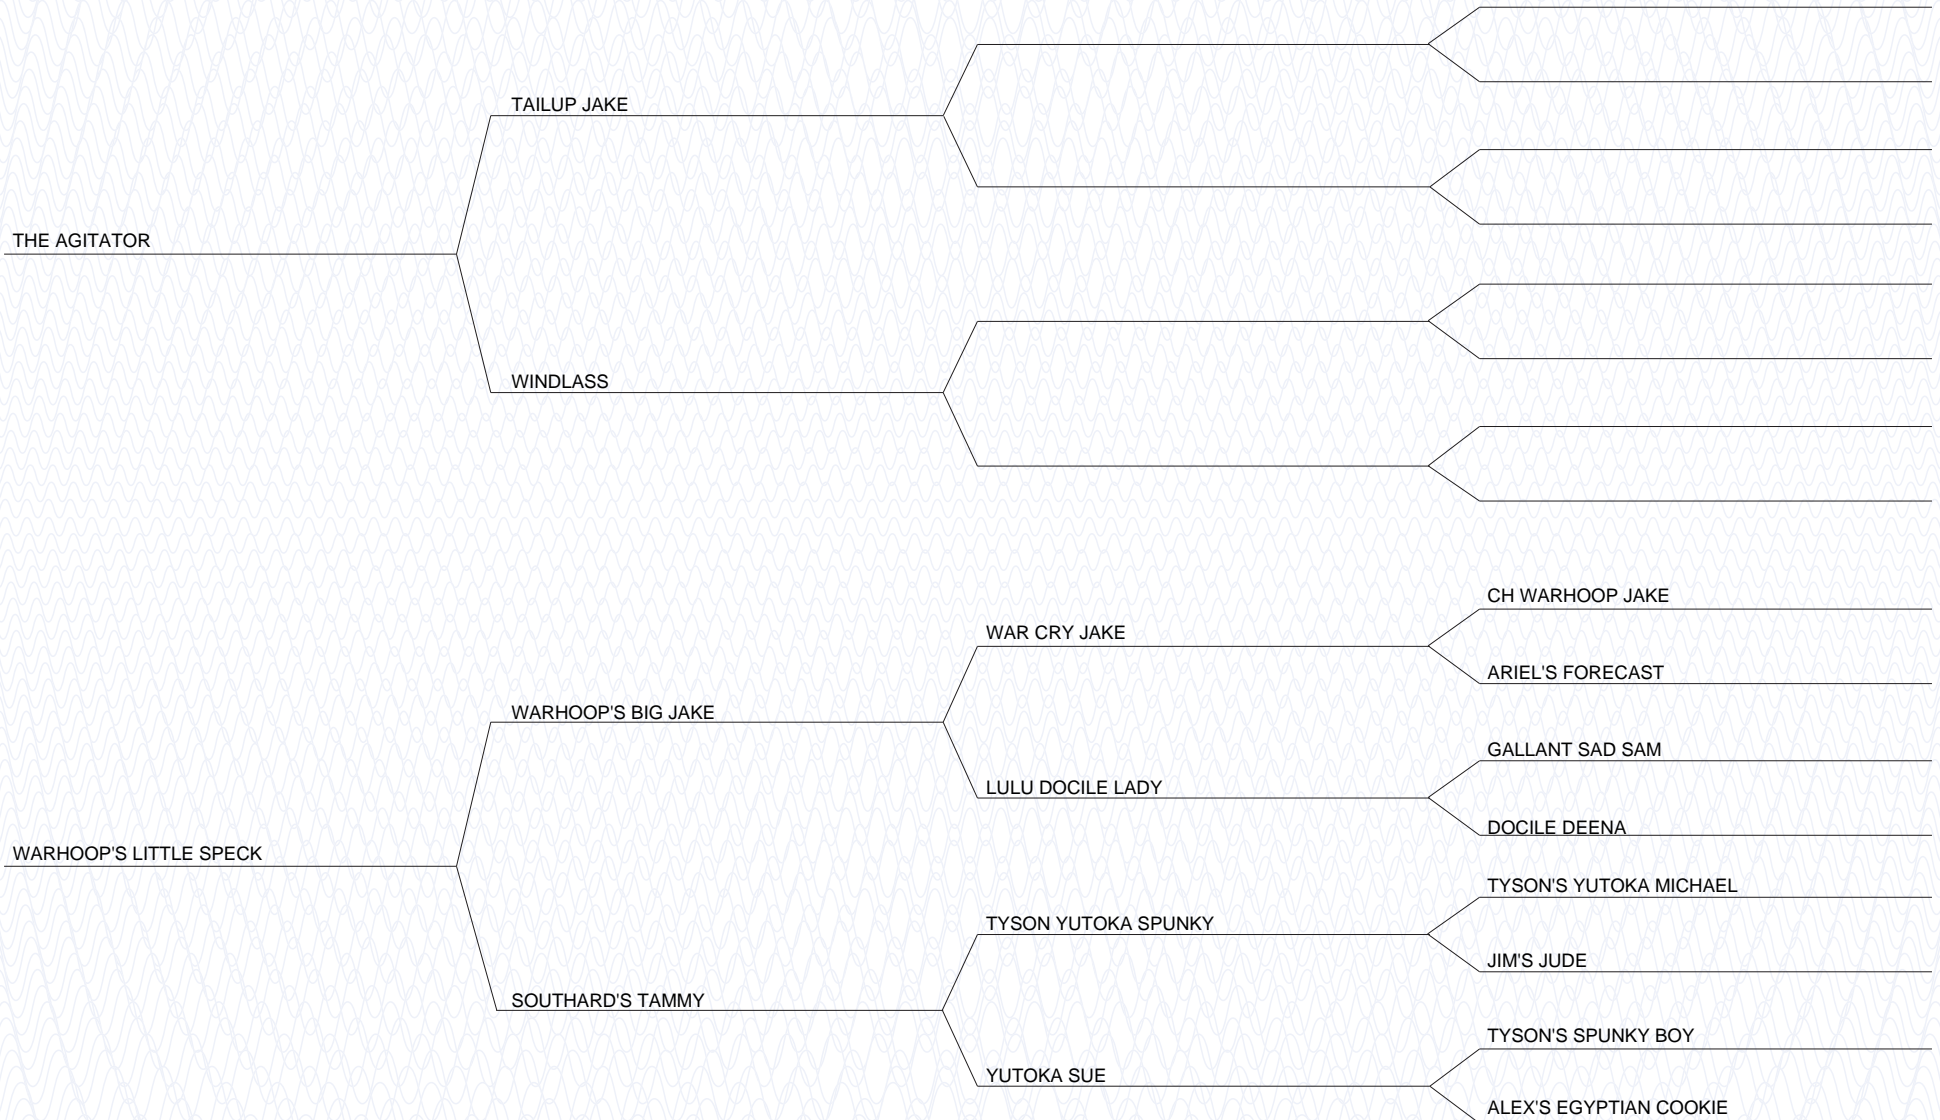 TAILUP JAKE
THE AGITATOR
WINDLASS
CH WARHOOP JAKE
WAR CRY JAKE
ARIEL'S FORECAST
WARHOOP'S BIG JAKE
GALLANT SAD SAM
LULU DOCILE LADY
DOCILE DEENA
WARHOOP'S LITTLE SPECK
TYSON'S YUTOKA MICHAEL
TYSON YUTOKA SPUNKY
JIM'S JUDE
SOUTHARD'S TAMMY
TYSON'S SPUNKY BOY
YUTOKA SUE
ALEX'S EGYPTIAN COOKIE